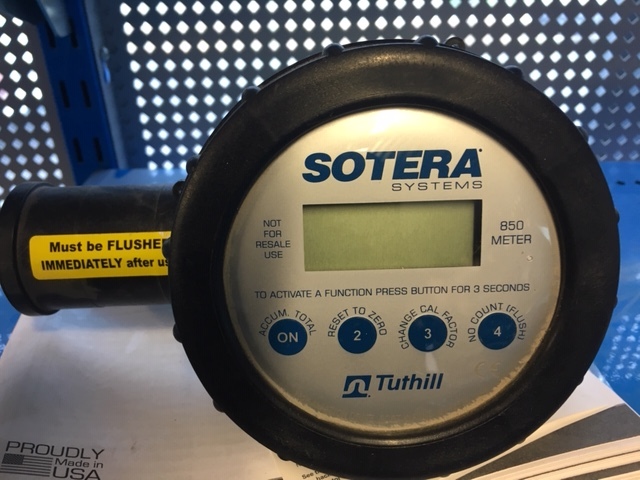 SOTERA
SYSTEMS
NOT
FOR
RESALE
USE
850
METER
TO ACTIVATE A FUNCTION PRESS BUTTON FOR 3 SECONDS
ACCUM. TOTAL
ON
RESET TO ZERO
2
CHANGE CAL FACTOR
3
NO COUNT (FLUSH)
4
Tuthill
Must be
IMMEDIATELY after
PROUDLY
Made in
USA